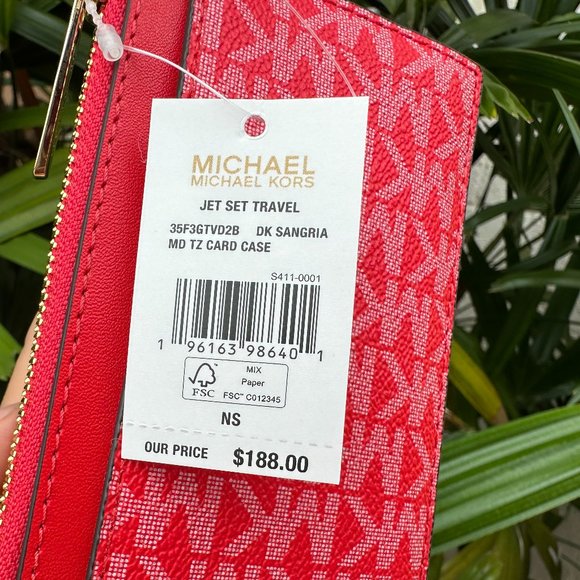 MICHAEL
MICHAEL KORS
JET SET TRAVEL
35F3GTVD2B DK SANGRIA
MD TZ CARD CASE
S411-0001
1 96163 98640 1
FSC
MIX
Paper
FSC™ C012345
NS
OUR PRICE $188.00